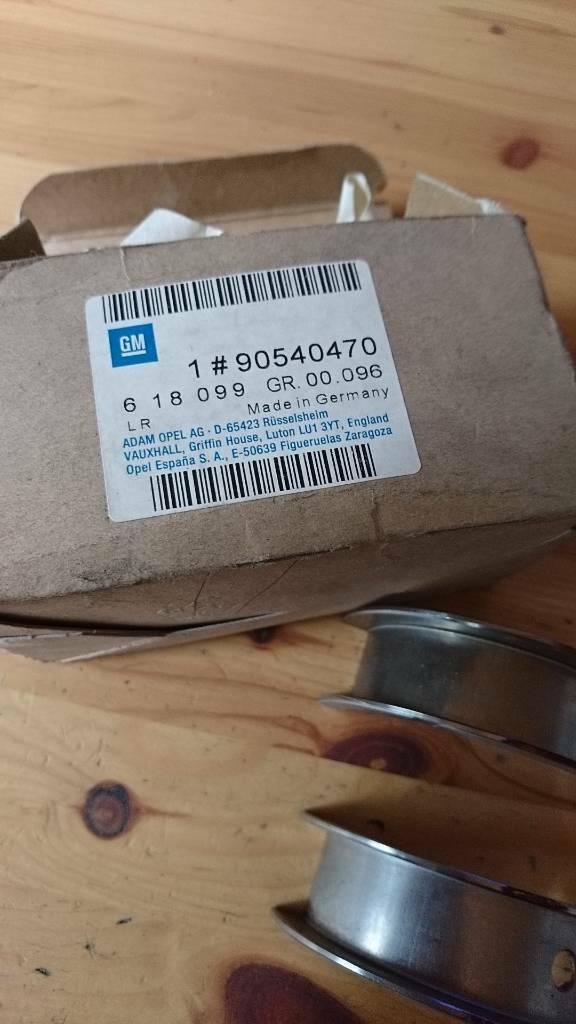 GM
1 # 90540470
6 18 099 GR. 00.096
LR Made in Germany
ADAM OPEL AG · D-65423 Rüsselsheim
VAUXHALL, Griffin House, Luton LU1 3YT, England
Opel España S. A., E-50639 Figueruelas Zaragoza